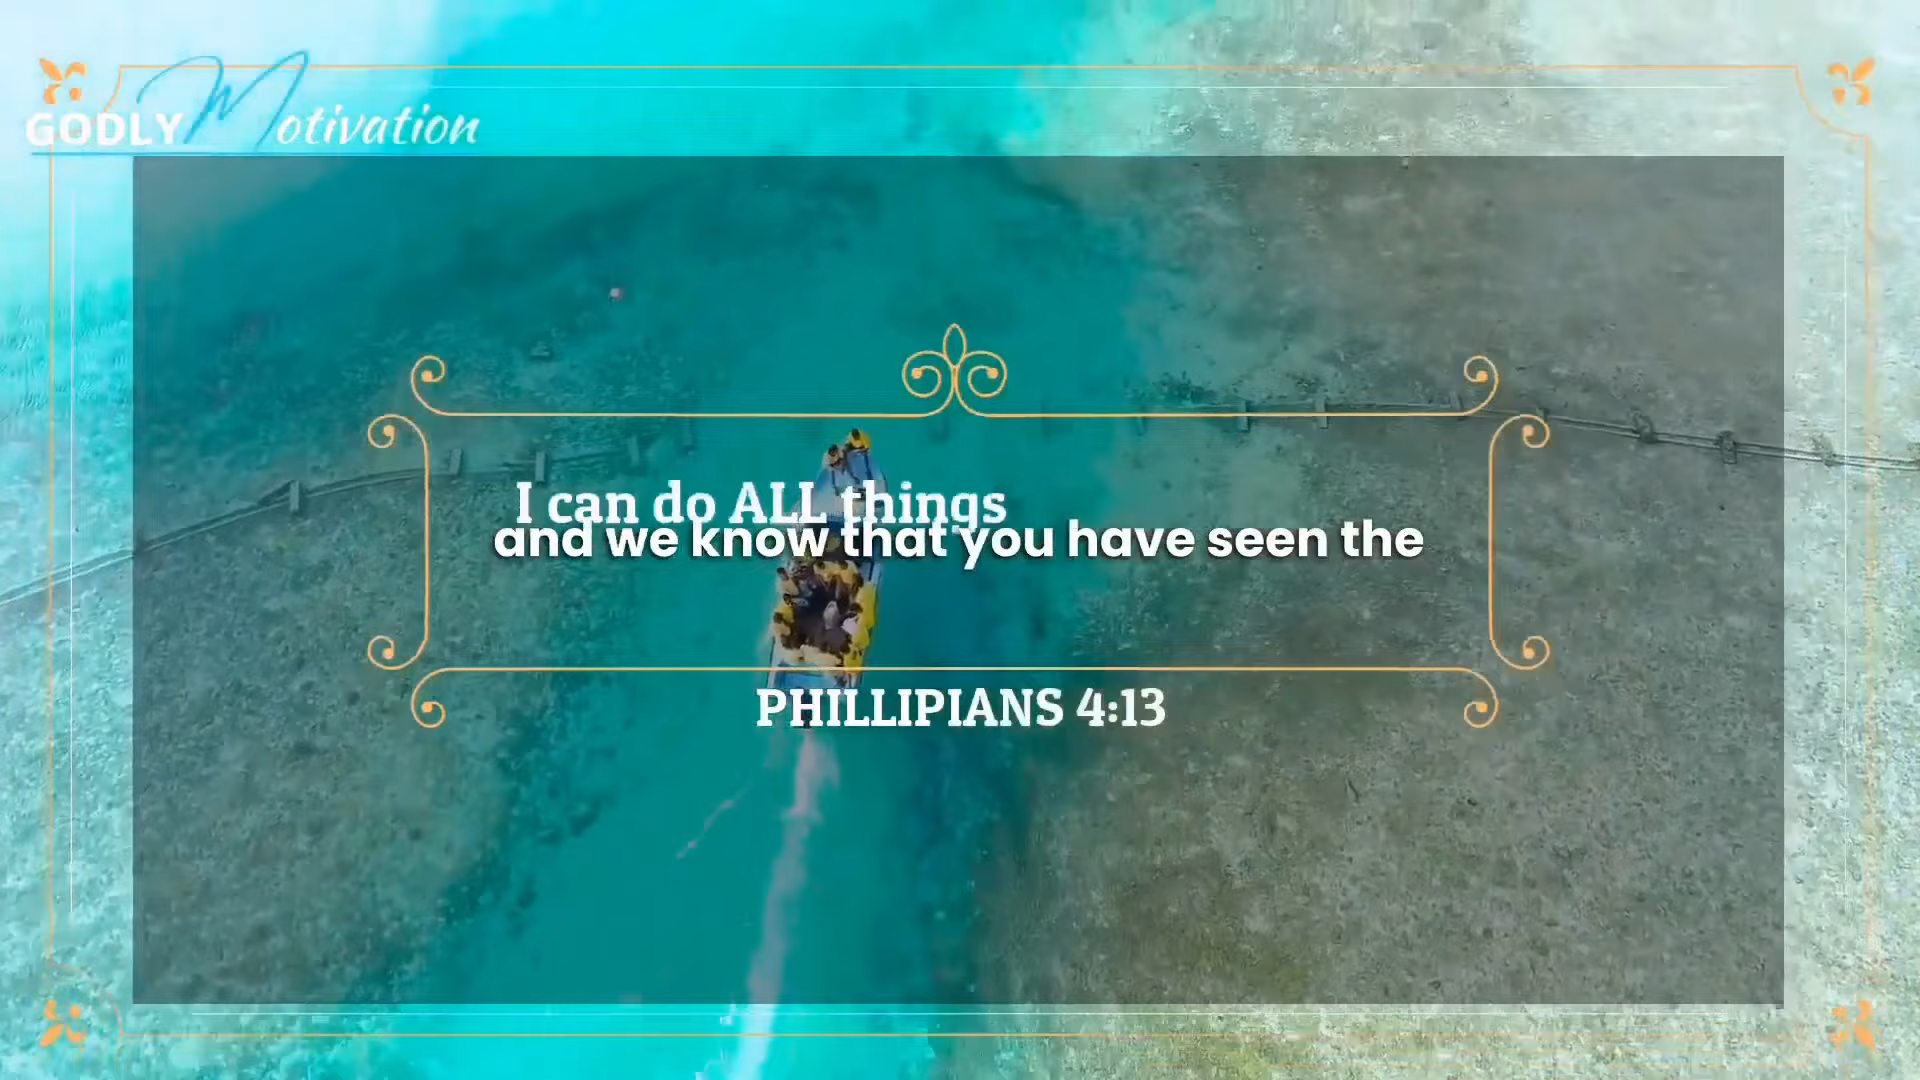 GODLY Motivation
I can do ALL things
and we know that you have seen the
PHILLIPIANS 4:13